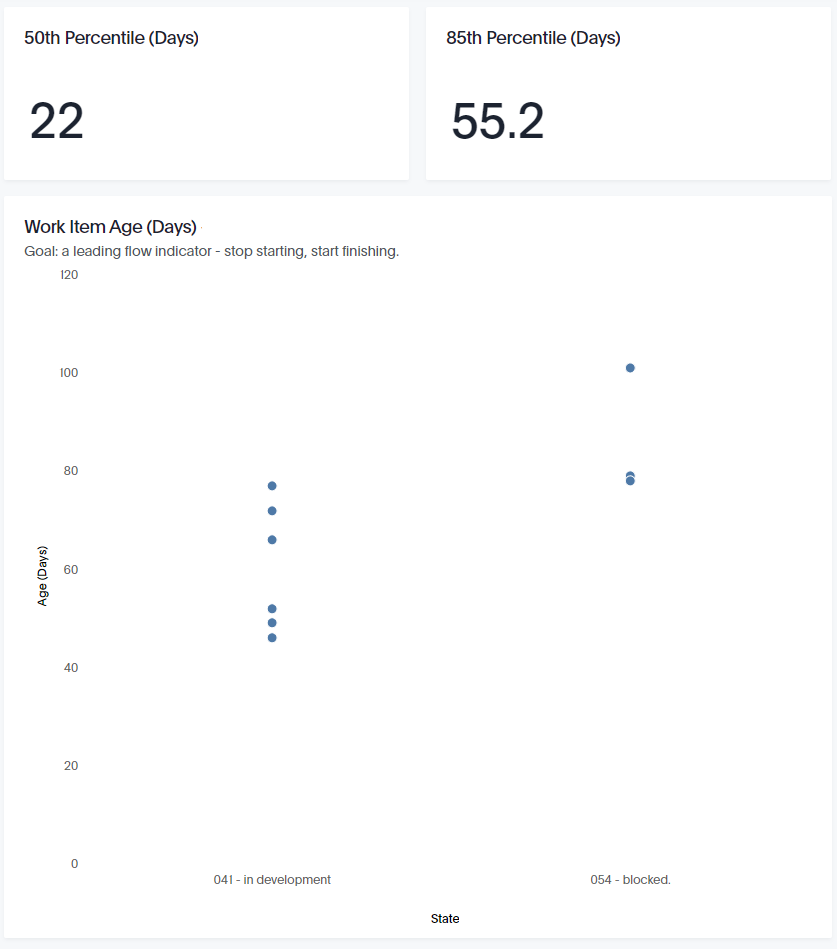 50th Percentile (Days)
85th Percentile (Days)
22
55.2
Work Item Age (Days)
Goal: a leading flow indicator - stop starting, start finishing.
120
100
80
60
40
20
0
Age (Days)
041 - in development
054 - blocked.
State